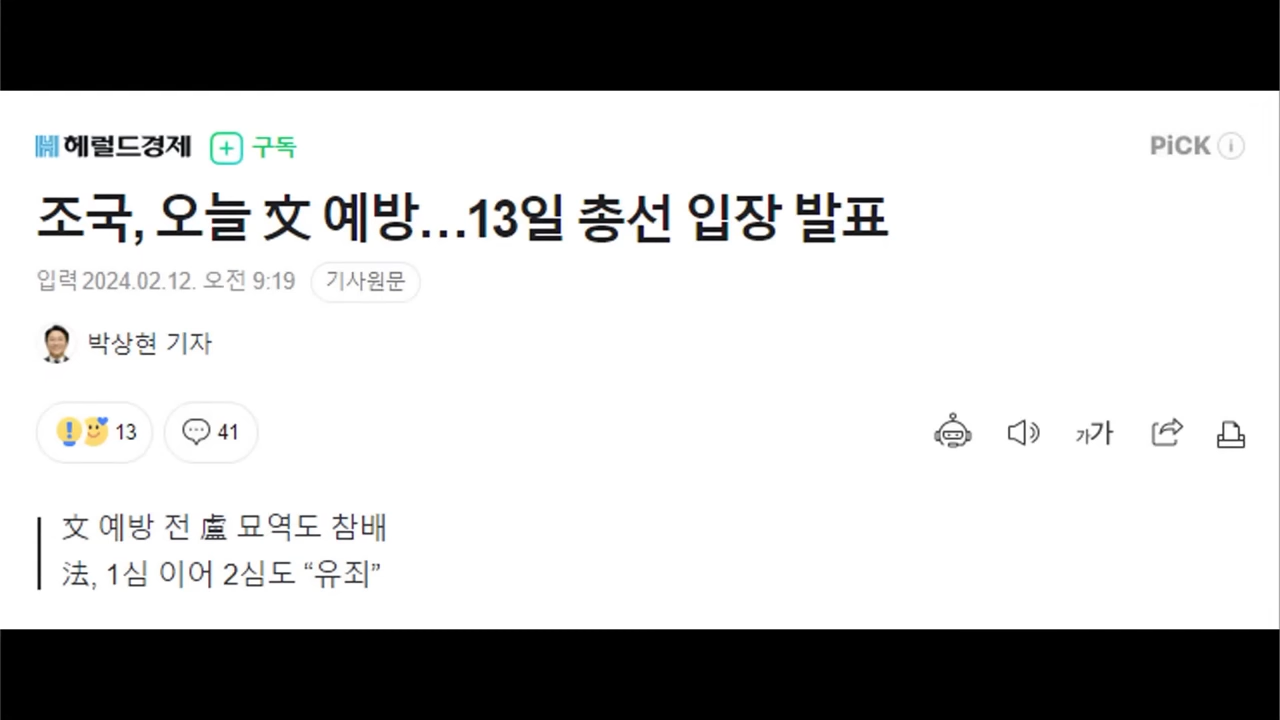 헤럴드경제 구독 PiCK
조국, 오늘 文 예방…13일 총선 입장 발표
입력 2024.02.12. 오전 9:19 기사원문
박상현 기자
13 41 가가
文 예방 전 盧 묘역도 참배
法, 1심 이어 2심도 “유죄”